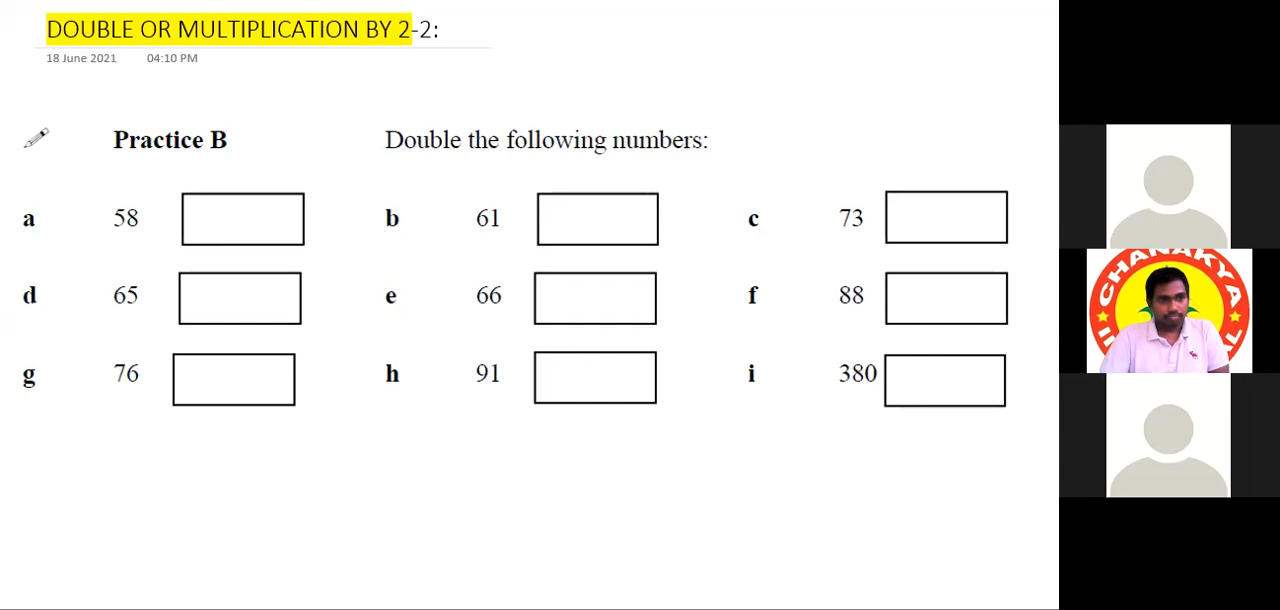 DOUBLE OR MULTIPLICATION BY 2-2:
18 June 2021 04:10 PM
Practice B Double the following numbers:
a 58 b 61 c 73
d 65 e 66 f 88
g 76 h 91 i 380
CHANAKYA